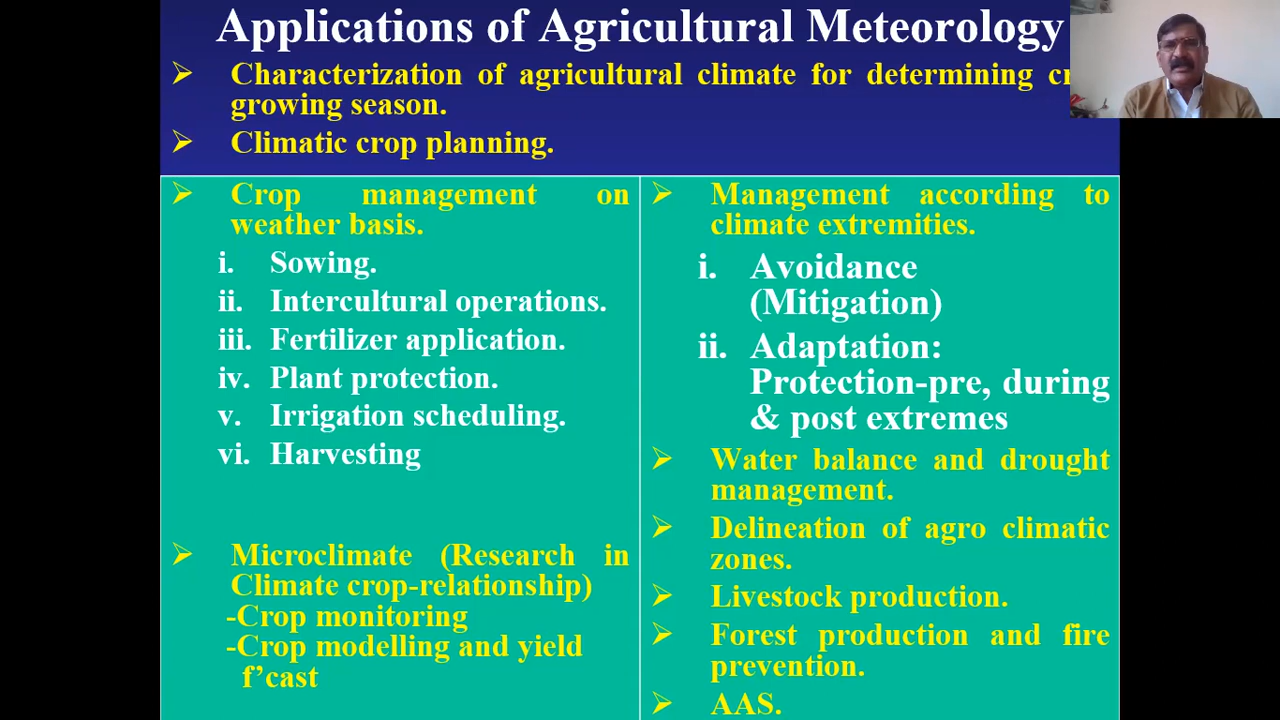 Applications of Agricultural Meteorology
➢ Characterization of agricultural climate for determining
growing season.
➢ Climatic crop planning.
➢ Crop management on
weather basis.
i. Sowing.
ii. Intercultural operations.
iii. Fertilizer application.
iv. Plant protection.
v. Irrigation scheduling.
vi. Harvesting
➢ Microclimate (Research in
Climate crop-relationship)
-Crop monitoring
-Crop modelling and yield
f’cast
➢ Management according to
climate extremities.
i. Avoidance
(Mitigation)
ii. Adaptation:
Protection-pre, during
& post extremes
➢ Water balance and drought
management.
➢ Delineation of agro climatic
zones.
➢ Livestock production.
➢ Forest production and fire
prevention.
➢ AAS.